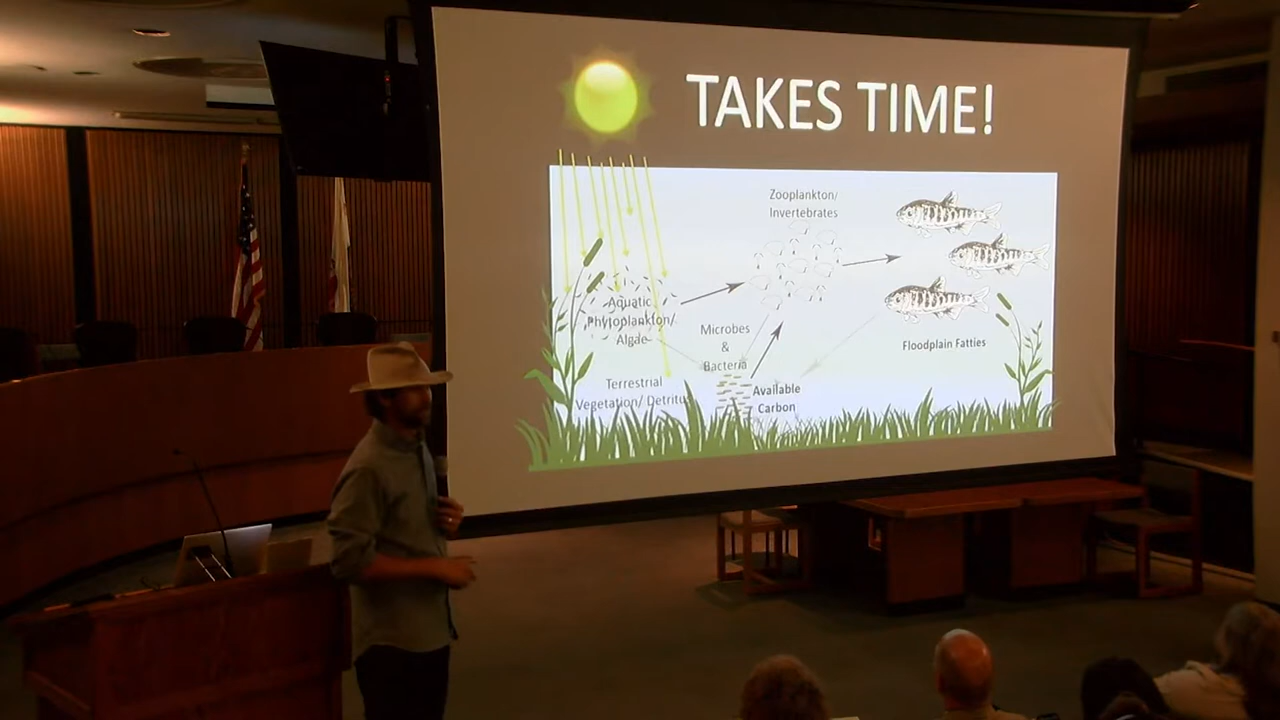 TAKES TIME!
Zooplankton/
Invertebrates
Aquatic
Phytoplankton/
Algae
Microbes
&
Bacteria
Floodplain Fatties
Terrestrial
Vegetation/ Detritus
Available
Carbon